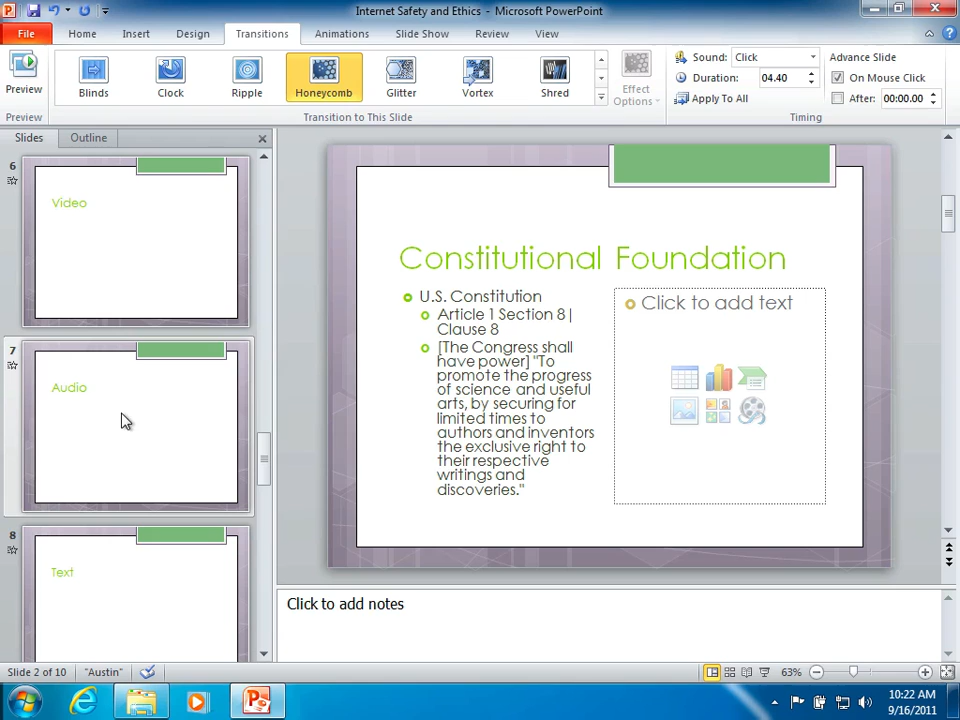 Internet Safety and Ethics - Microsoft PowerPoint
File Home Insert Design Transitions Animations Slide Show Review View
Preview
Blinds Clock Ripple Honeycomb Glitter Vortex Shred
Effect
Options
Sound: Click
Duration: 04.40
Apply To All
Advance Slide
On Mouse Click
After: 00:00.00
Preview Transition to This Slide Timing
Slides Outline
6
Video
7
Audio
8
Text
Constitutional Foundation
U.S. Constitution
Article 1 Section 8|
Clause 8
[The Congress shall
have power] "To
promote the progress
of science and useful
arts, by securing for
limited times to
authors and inventors
the exclusive right to
their respective
writings and
discoveries."
Click to add text
Click to add notes
Slide 2 of 10 "Austin" 63%
10:22 AM
9/16/2011